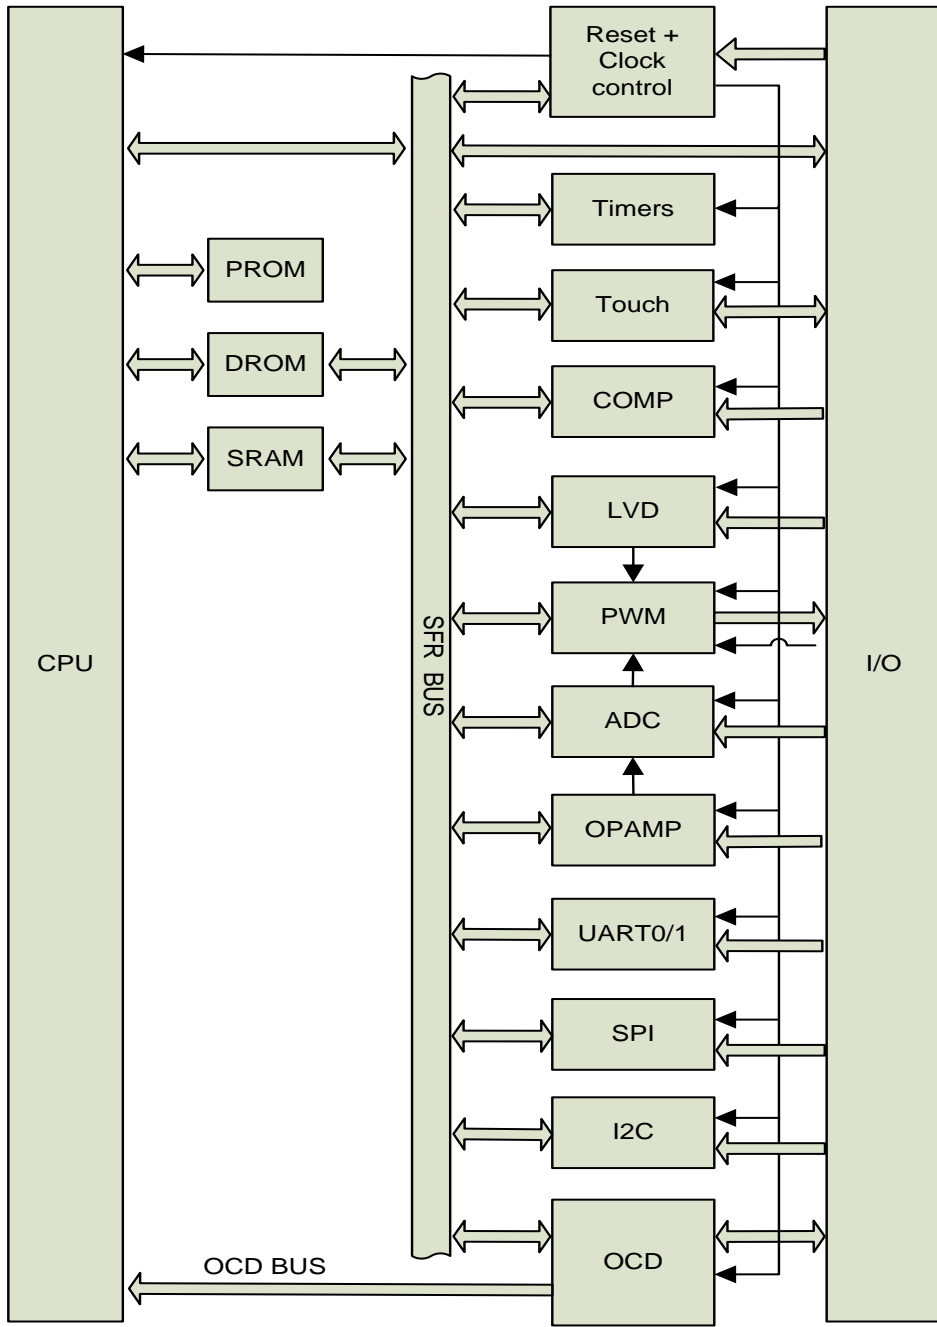 Reset +
Clock
control
Timers
PROM
Touch
DROM
COMP
SRAM
LVD
PWM
SFR BUS
CPU
I/O
ADC
OPAMP
UART0/1
SPI
I2C
OCD BUS
OCD